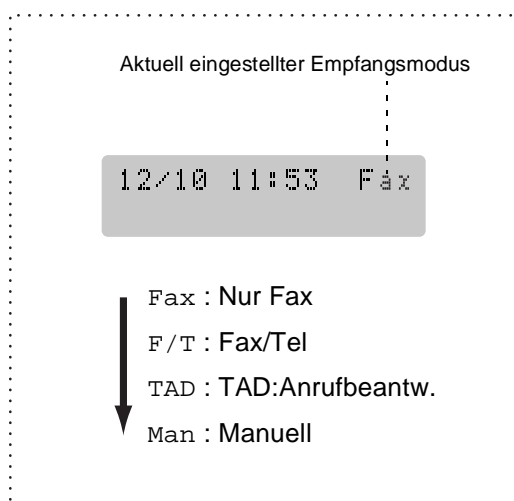 Aktuell eingestellter Empfangsmodus
12/10 11:53 Fax
Fax : Nur Fax
F/T : Fax/Tel
TAD : TAD:Anrufbeantw.
Man : Manuell